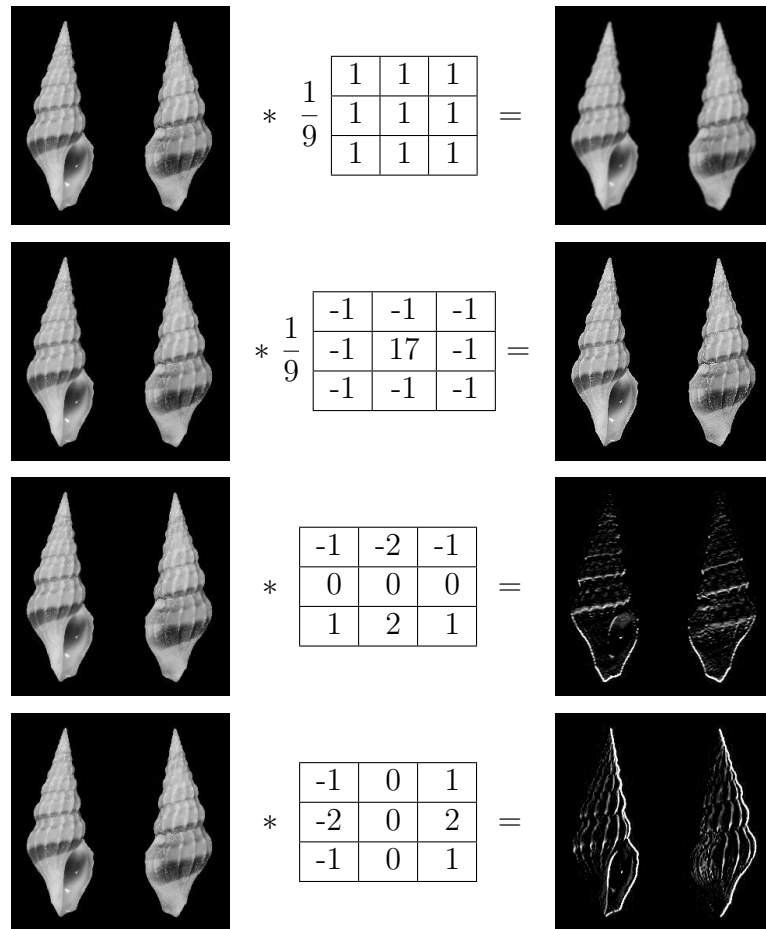 1 1 1
* 1/9 1 1 1 =
1 1 1
-1 -1 -1
* 1/9 -1 17 -1 =
-1 -1 -1
-1 -2 -1
* 0 0 0 =
1 2 1
-1 0 1
* -2 0 2 =
-1 0 1